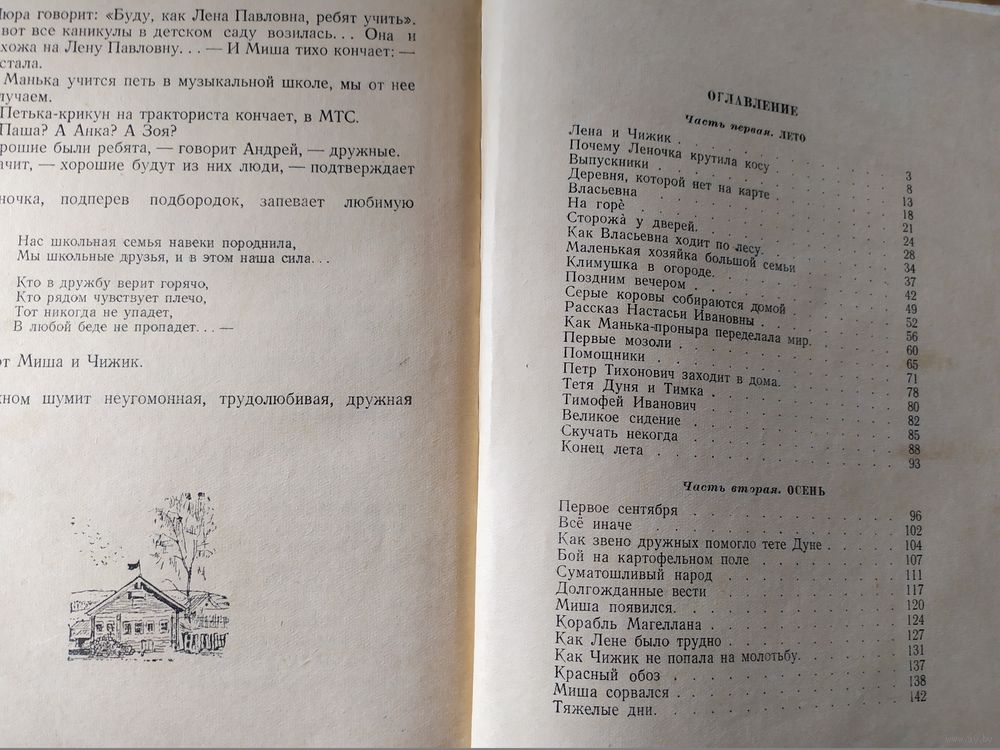 Нюра говорит: «Буду, как Лена Павловна, ребят учить».
вот все каникулы в детском саду возилась... Она и
хожа на Лену Павловну... — И Миша тихо кончает: —
стала.
Манька учится петь в музыкальной школе, мы от нее
лучаем.
Петька-крикун на тракториста кончает, в МТС.
Паша? А Анка? А Зоя?
рошие были ребята, — говорит Андрей, — дружные.
ачит, — хорошие будут из них люди, — подтверждает
ночка, подперев подбородок, запевает любимую
Нас школьная семья навеки породнила,
Мы школьные друзья, и в этом наша сила...
Кто в дружбу верит горячо,
Кто рядом чувствует плечо,
Тот никогда не упадет,
В любой беде не пропадет... —
от Миша и Чижик.
ном шумит неугомонная, трудолюбивая, дружная
ОГЛАВЛЕНИЕ
Часть первая. ЛЕТО
Лена и Чижик . 3
Почему Леночка крутила косу . 8
Выпускники . 13
Деревня, которой нет на карте . 18
Власьевна 21
На горѐ . 24
Сторожа̀ у дверей. 28
Как Власьевна ходит по лесу. 34
Маленькая хозяйка большой семьи 37
Климушка в огороде. 42
Поздним вечером . 49
Серые коровы собираются домой . 52
Рассказ Настасьи Ивановны . 56
Как Манька-проныра переделала мир. 60
Первые мозоли . 65
Помощники . 71
Петр Тихонович заходит в дома. 78
Тетя Дуня и Тимка . 80
Тимофей Иванович 82
Великое сидение . 85
Скучать некогда . 88
Конец лета . 93
Часть вторая. ОСЕНЬ
Первое сентября . 96
Всё иначе . 102
Как звено дружных помогло тете Дуне . 104
Бой на картофельном поле . 107
Суматошливый народ . 111
Долгожданные вести . 117
Миша появился. 120
Корабль Магеллана . 124
Как Лене было трудно . 127
Как Чижик не попала на молотьбу. 131
Красный обоз . 137
Миша сорвался . 138
Тяжелые дни. 142